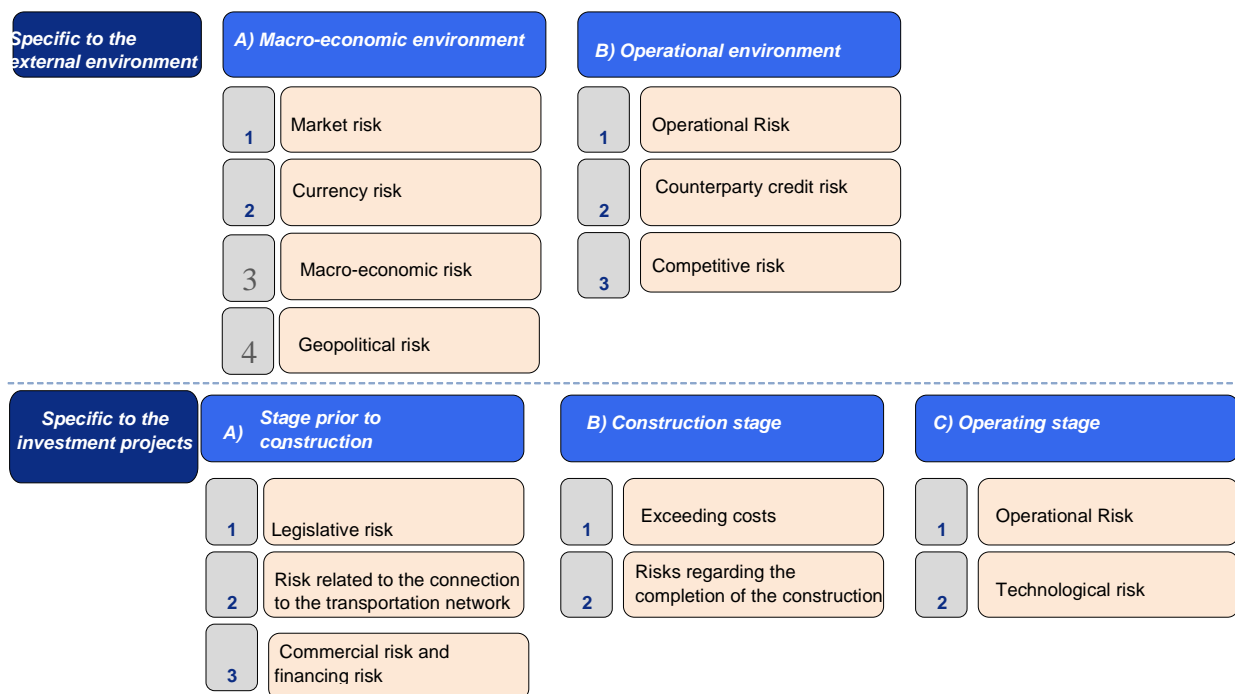 Specific to the
external environment
A) Macro-economic environment
B) Operational environment
1
Market risk
1
Operational Risk
2
Currency risk
2
Counterparty credit risk
3
Macro-economic risk
3
Competitive risk
4
Geopolitical risk
Specific to the
investment projects
A) Stage prior to
construction
B) Construction stage
C) Operating stage
1
Legislative risk
1
Exceeding costs
1
Operational Risk
2
Risk related to the connection
to the transportation network
2
Risks regarding the
completion of the construction
2
Technological risk
3
Commercial risk and
financing risk